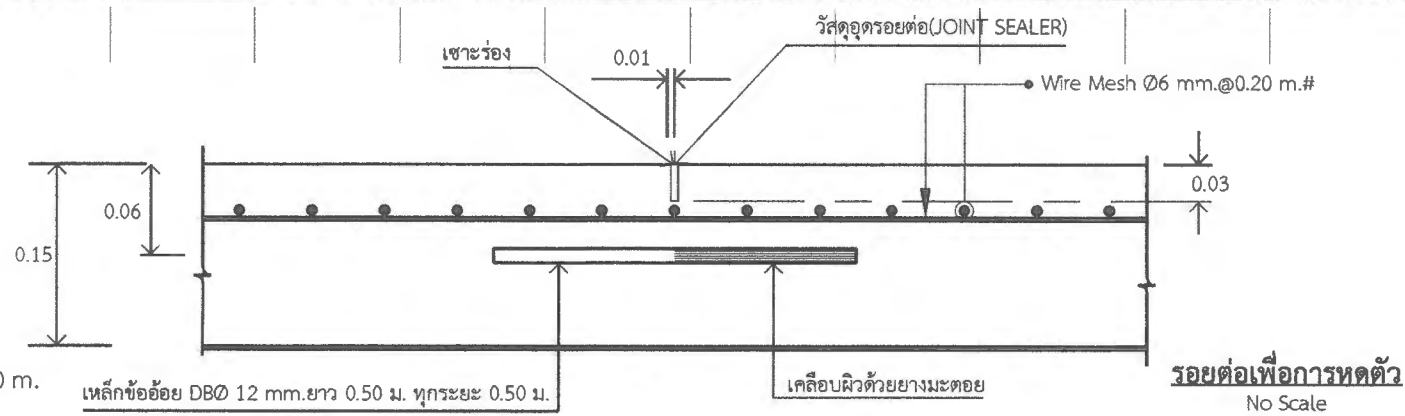 วัสดุอุดรอยต่อ(JOINT SEALER)
เซาะร่อง
0.01
Wire Mesh Ø6 mm.@0.20 m.#
0.03
0.06
0.15
0 m.
เหล็กข้ออ้อย DBØ 12 mm.ยาว 0.50 ม. ทุกระยะ 0.50 ม.
เคลือบผิวด้วยยางมะตอย
รอยต่อเพื่อการหดตัว
No Scale